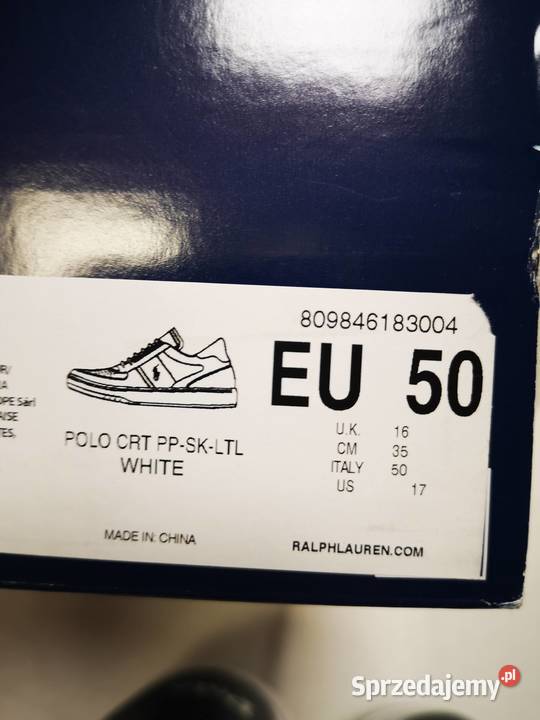 809846183004
EU 50
U.K. 16
CM 35
ITALY 50
US 17
POLO CRT PP-SK-LTL
WHITE
MADE IN: CHINA
RALPHLAUREN.COM
Sprzedajemy.pl